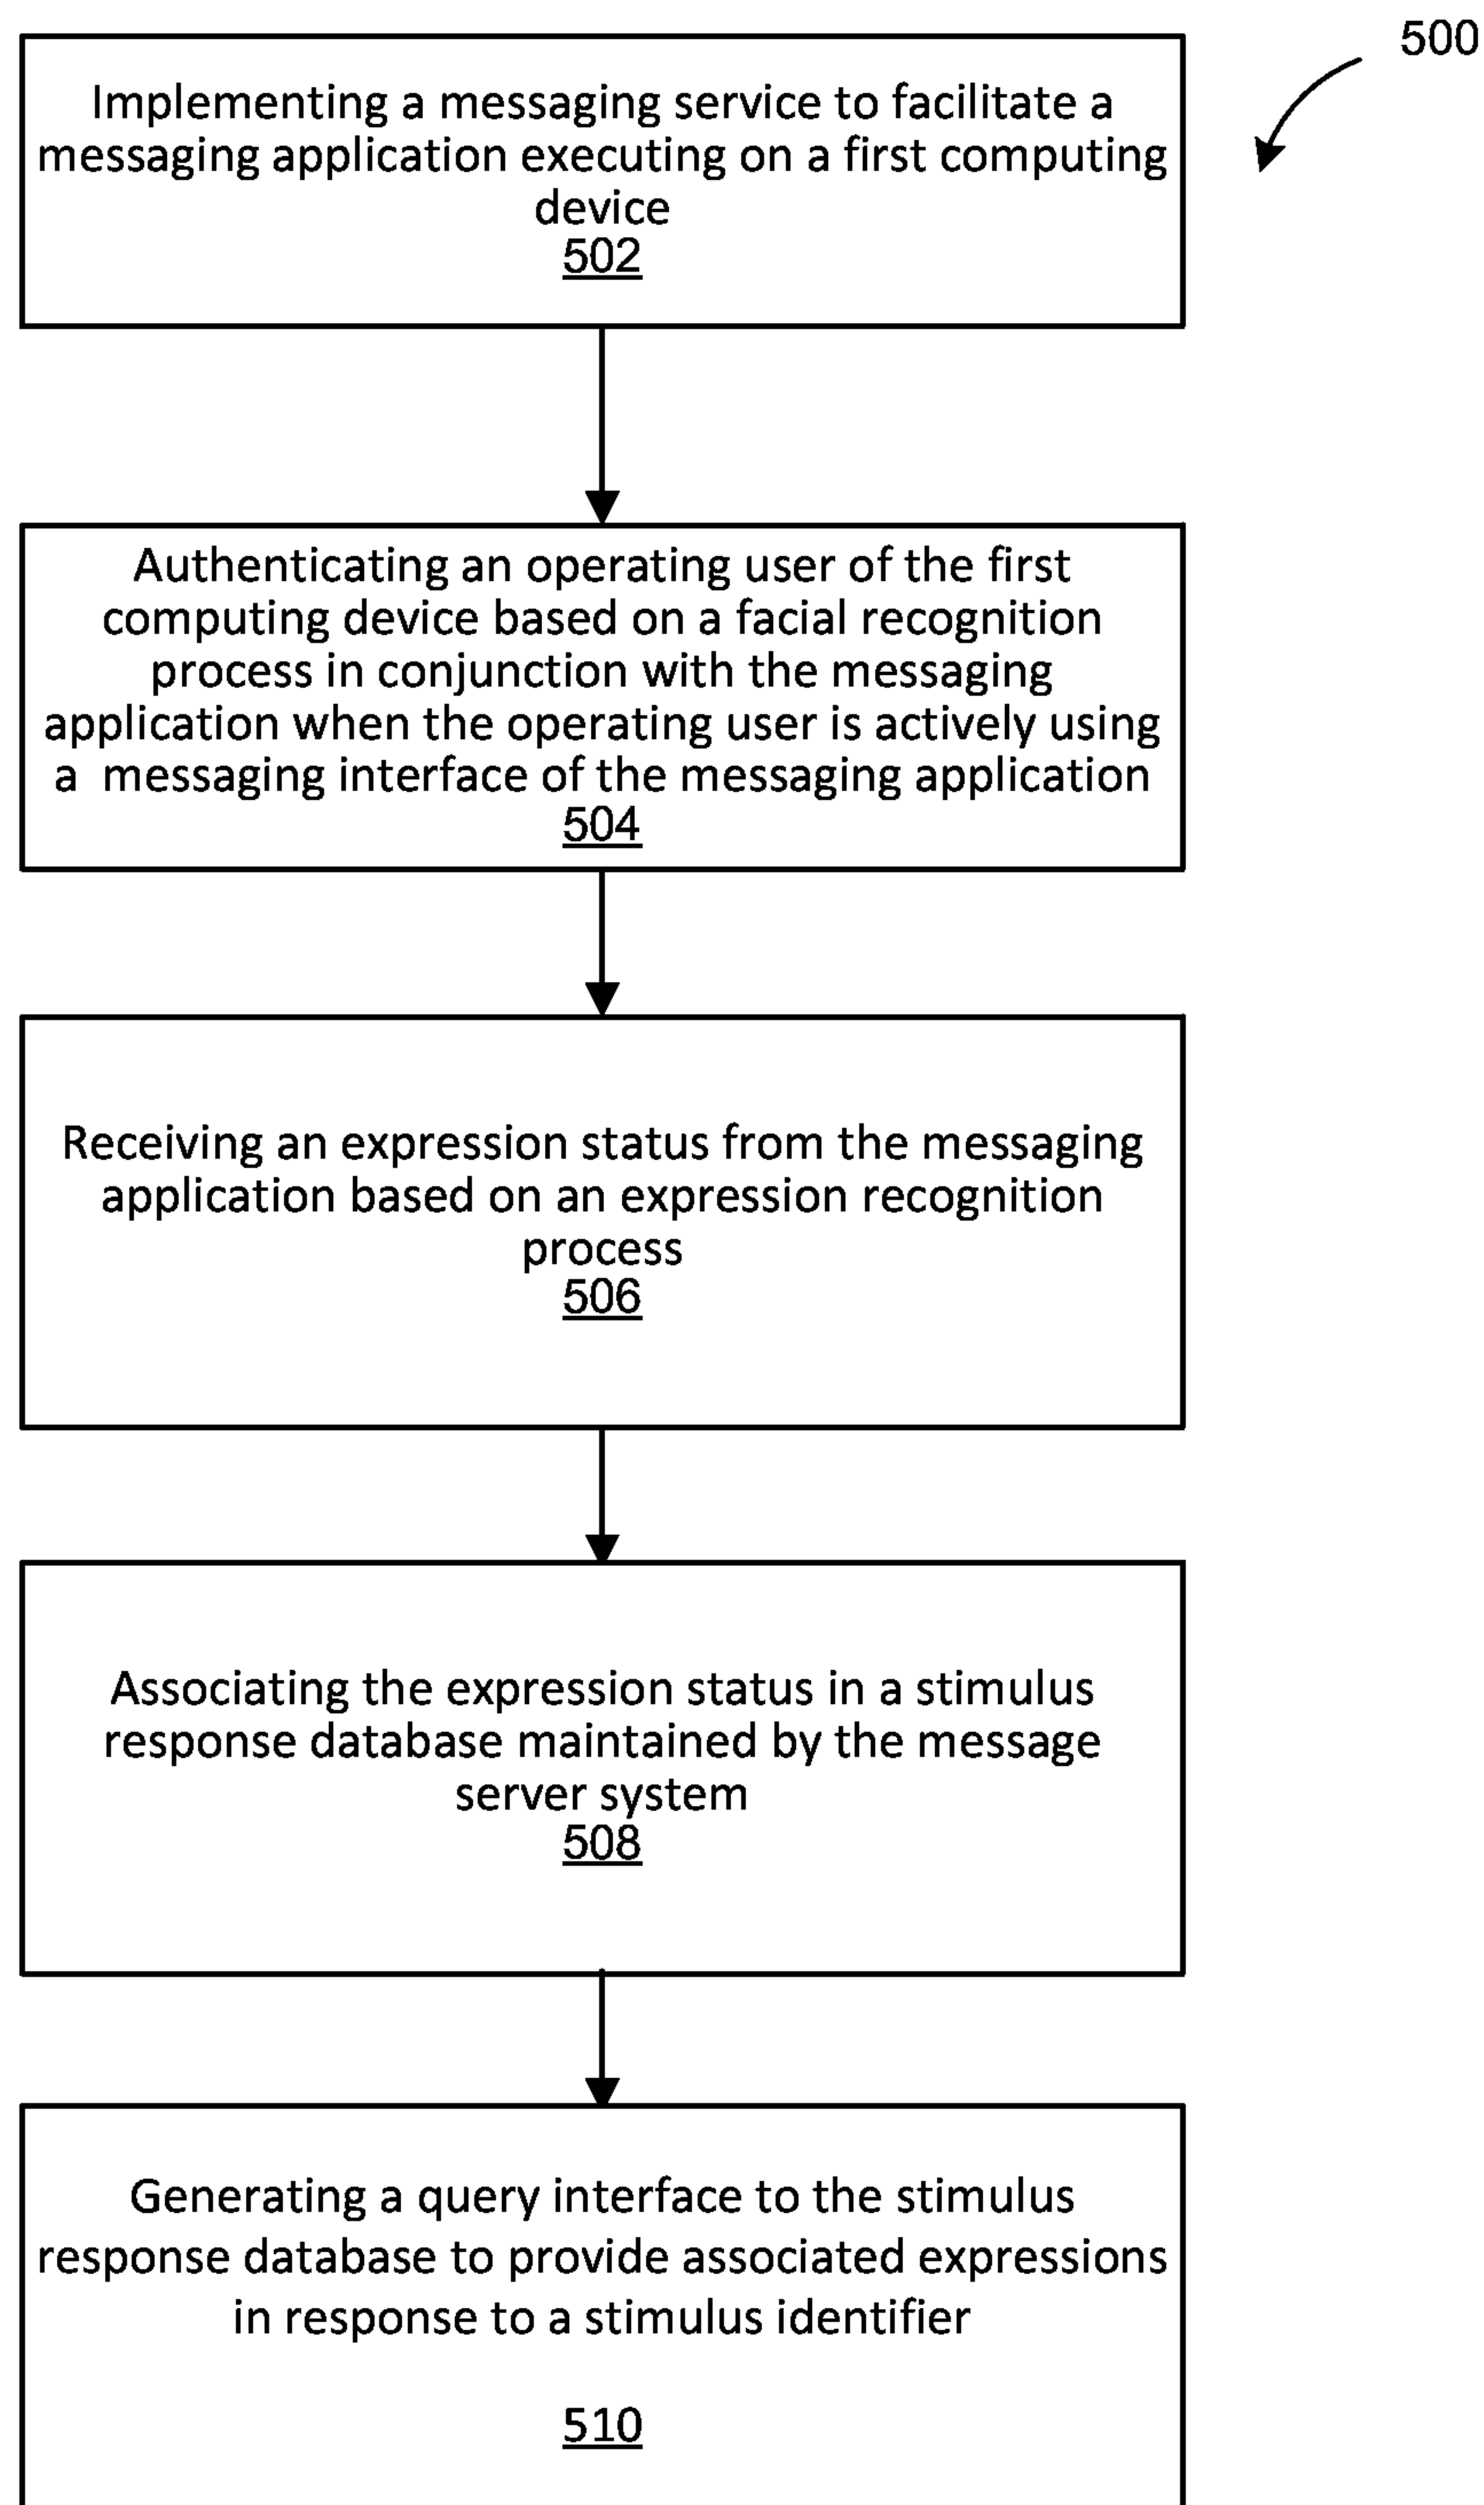 500
Implementing a messaging service to facilitate a
messaging application executing on a first computing
device
502
Authenticating an operating user of the first
computing device based on a facial recognition
process in conjunction with the messaging
application when the operating user is actively using
a messaging interface of the messaging application
504
Receiving an expression status from the messaging
application based on an expression recognition
process
506
Associating the expression status in a stimulus
response database maintained by the message
server system
508
Generating a query interface to the stimulus
response database to provide associated expressions
in response to a stimulus identifier
510